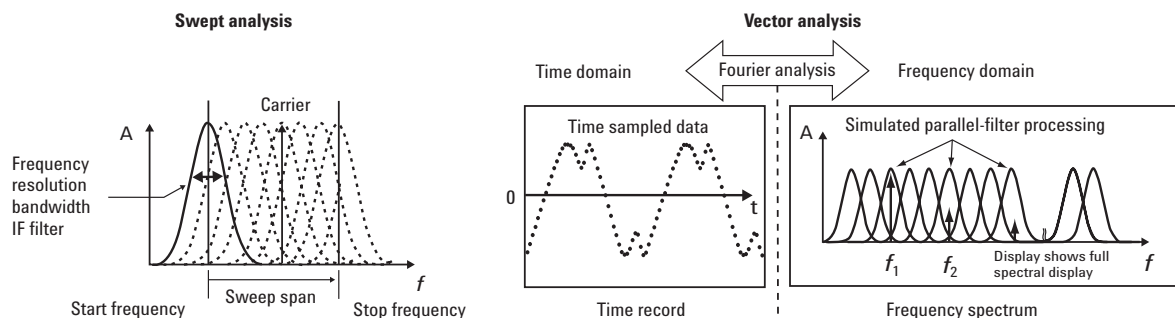 Swept analysis
A
Carrier
Frequency
resolution
bandwidth
IF filter
f
Start frequency
Sweep span
Stop frequency
Vector analysis
Time domain
Fourier analysis
Frequency domain
Time sampled data
0
t
Time record
Simulated parallel-filter processing
A
f1
f2
Display shows full
spectral display
f
Frequency spectrum